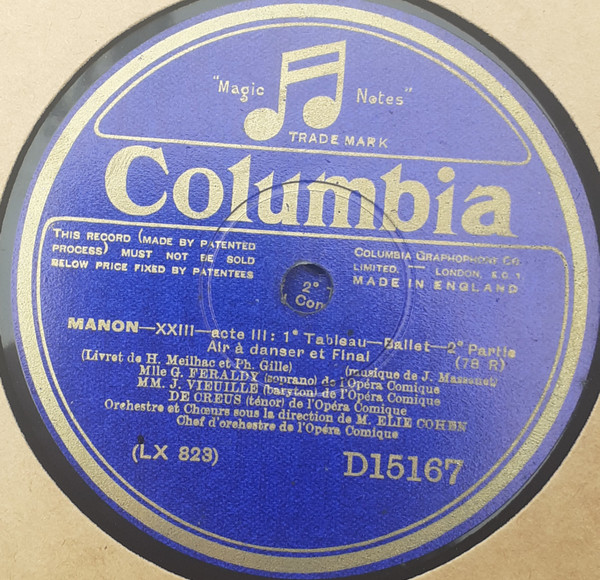 "Magic Notes"
TRADE MARK
Columbia
THIS RECORD (MADE BY PATENTED
PROCESS) MUST NOT BE SOLD
BELOW PRICE FIXED BY PATENTEES
COLUMBIA GRAPHOPHONE CO.
LIMITED. — LONDON, E.C.1
MADE IN ENGLAND
2e
Con
MANON—XXIII—acte III: 1e Tableau—Ballet—2e Partie
Air à danser et Final
(78 R)
(Livret de H. Meilhac et Ph. Gille) (musique de J. Massenet)
Mlle G. FERALDY (soprano) de l'Opéra Comique
MM. J. VIEUILLE (baryton) de l'Opéra Comique
DE CREUS (ténor) de l'Opéra Comique
Orchestre et Chœurs sous la direction de M. ELIE COHEN
Chef d'orchestre de l'Opéra Comique
(LX 823)
D15167